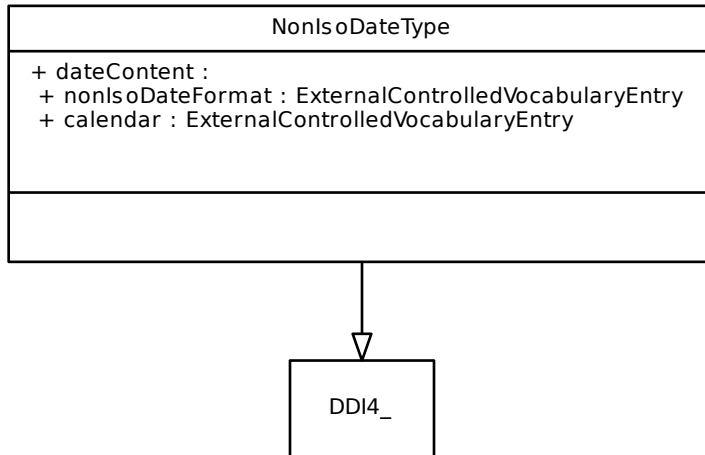 NonIsoDateType
+ dateContent :
+ nonIsoDateFormat : ExternalControlledVocabularyEntry
+ calendar : ExternalControlledVocabularyEntry
DDI4_